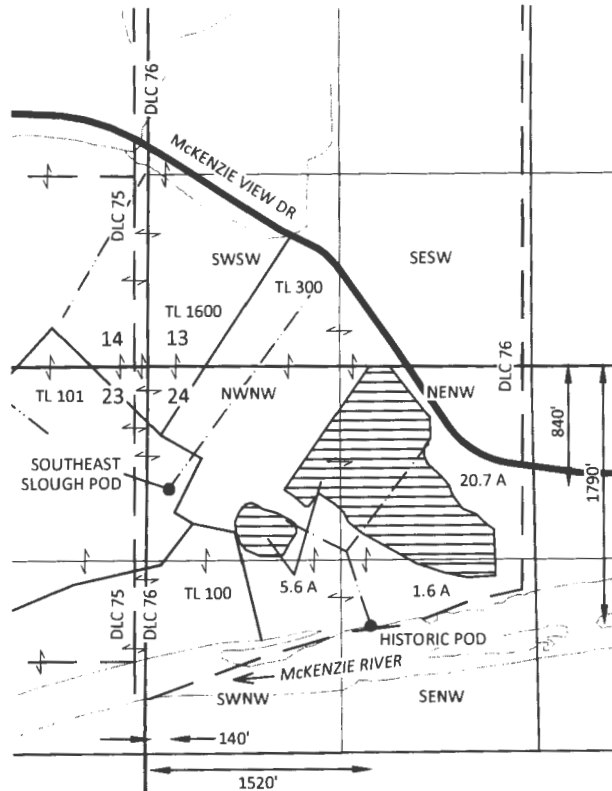 DLC 76
McKENZIE VIEW DR
DLC 75
SWSW
SESW
TL 300
TL 1600
14
13
DLC 76
TL 101
23
24
NWNW
NENW
840'
1790'
SOUTHEAST
SLOUGH POD
20.7 A
TL 100
5.6 A
1.6 A
DLC 75
DLC 76
HISTORIC POD
McKENZIE RIVER
SWNW
SENW
140'
1520'